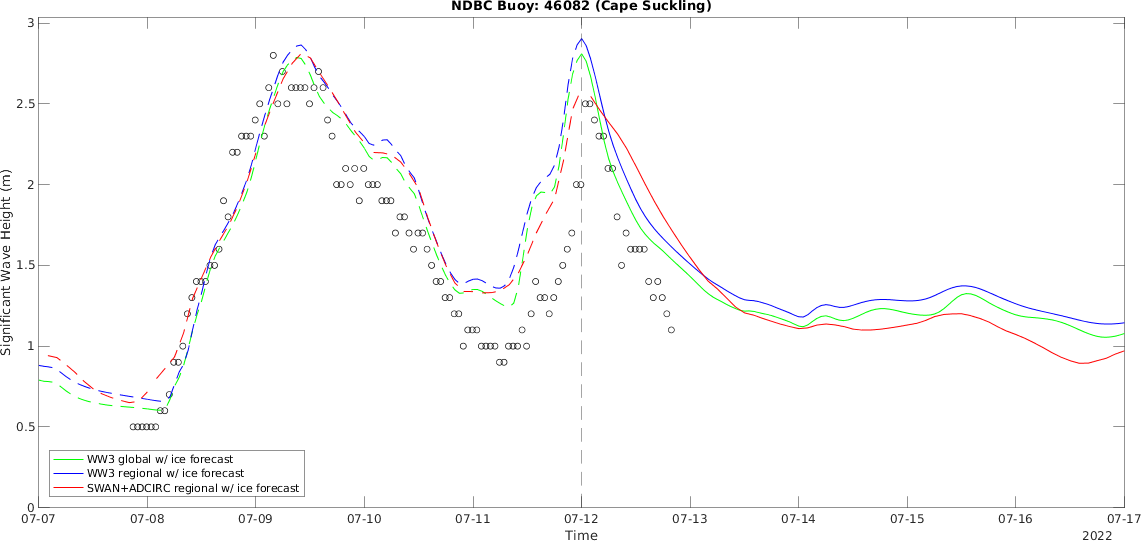 NDBC Buoy: 46082 (Cape Suckling)
3
2.5
2
1.5
1
0.5
0
Significant Wave Height (m)
WW3 global w/ ice forecast
WW3 regional w/ ice forecast
SWAN+ADCIRC regional w/ ice forecast
07-07 07-08 07-09 07-10 07-11 07-12 07-13 07-14 07-15 07-16 07-17
Time
2022